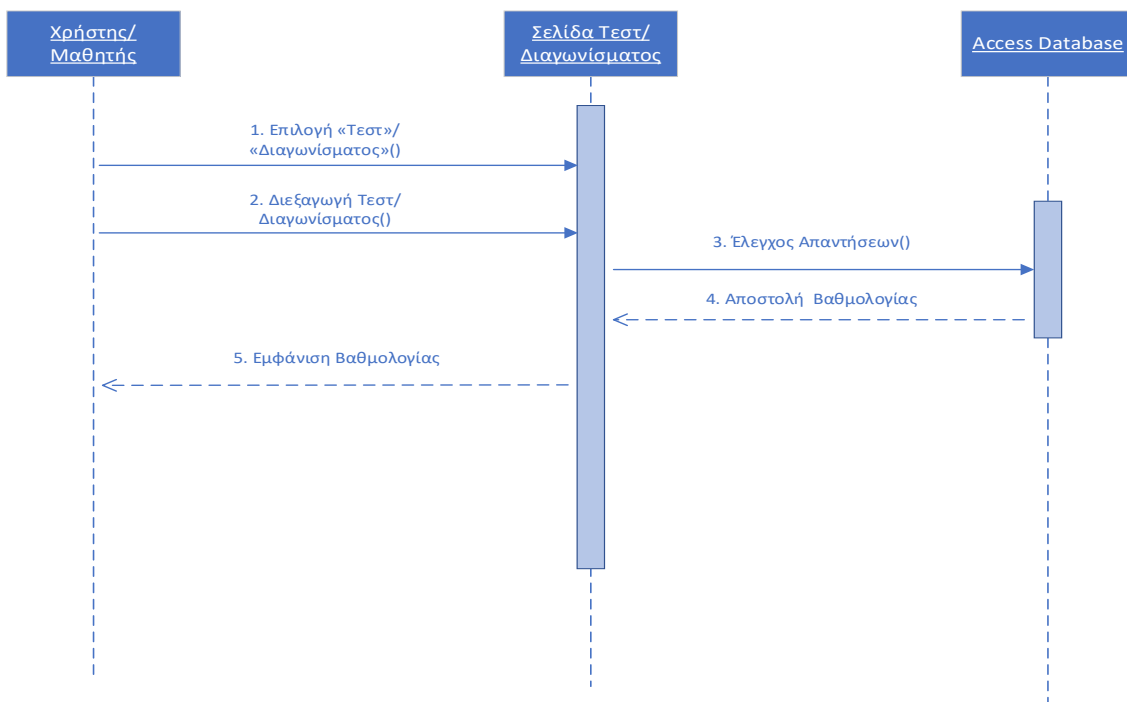 Χρήστης/
Μαθητής
Σελίδα Τεστ/
Διαγωνίσματος
Access Database
1. Επιλογή «Τεστ»/
«Διαγωνίσματος»()
2. Διεξαγωγή Τεστ/
Διαγωνίσματος()
3. Έλεγχος Απαντήσεων()
4. Αποστολή Βαθμολογίας
5. Εμφάνιση Βαθμολογίας